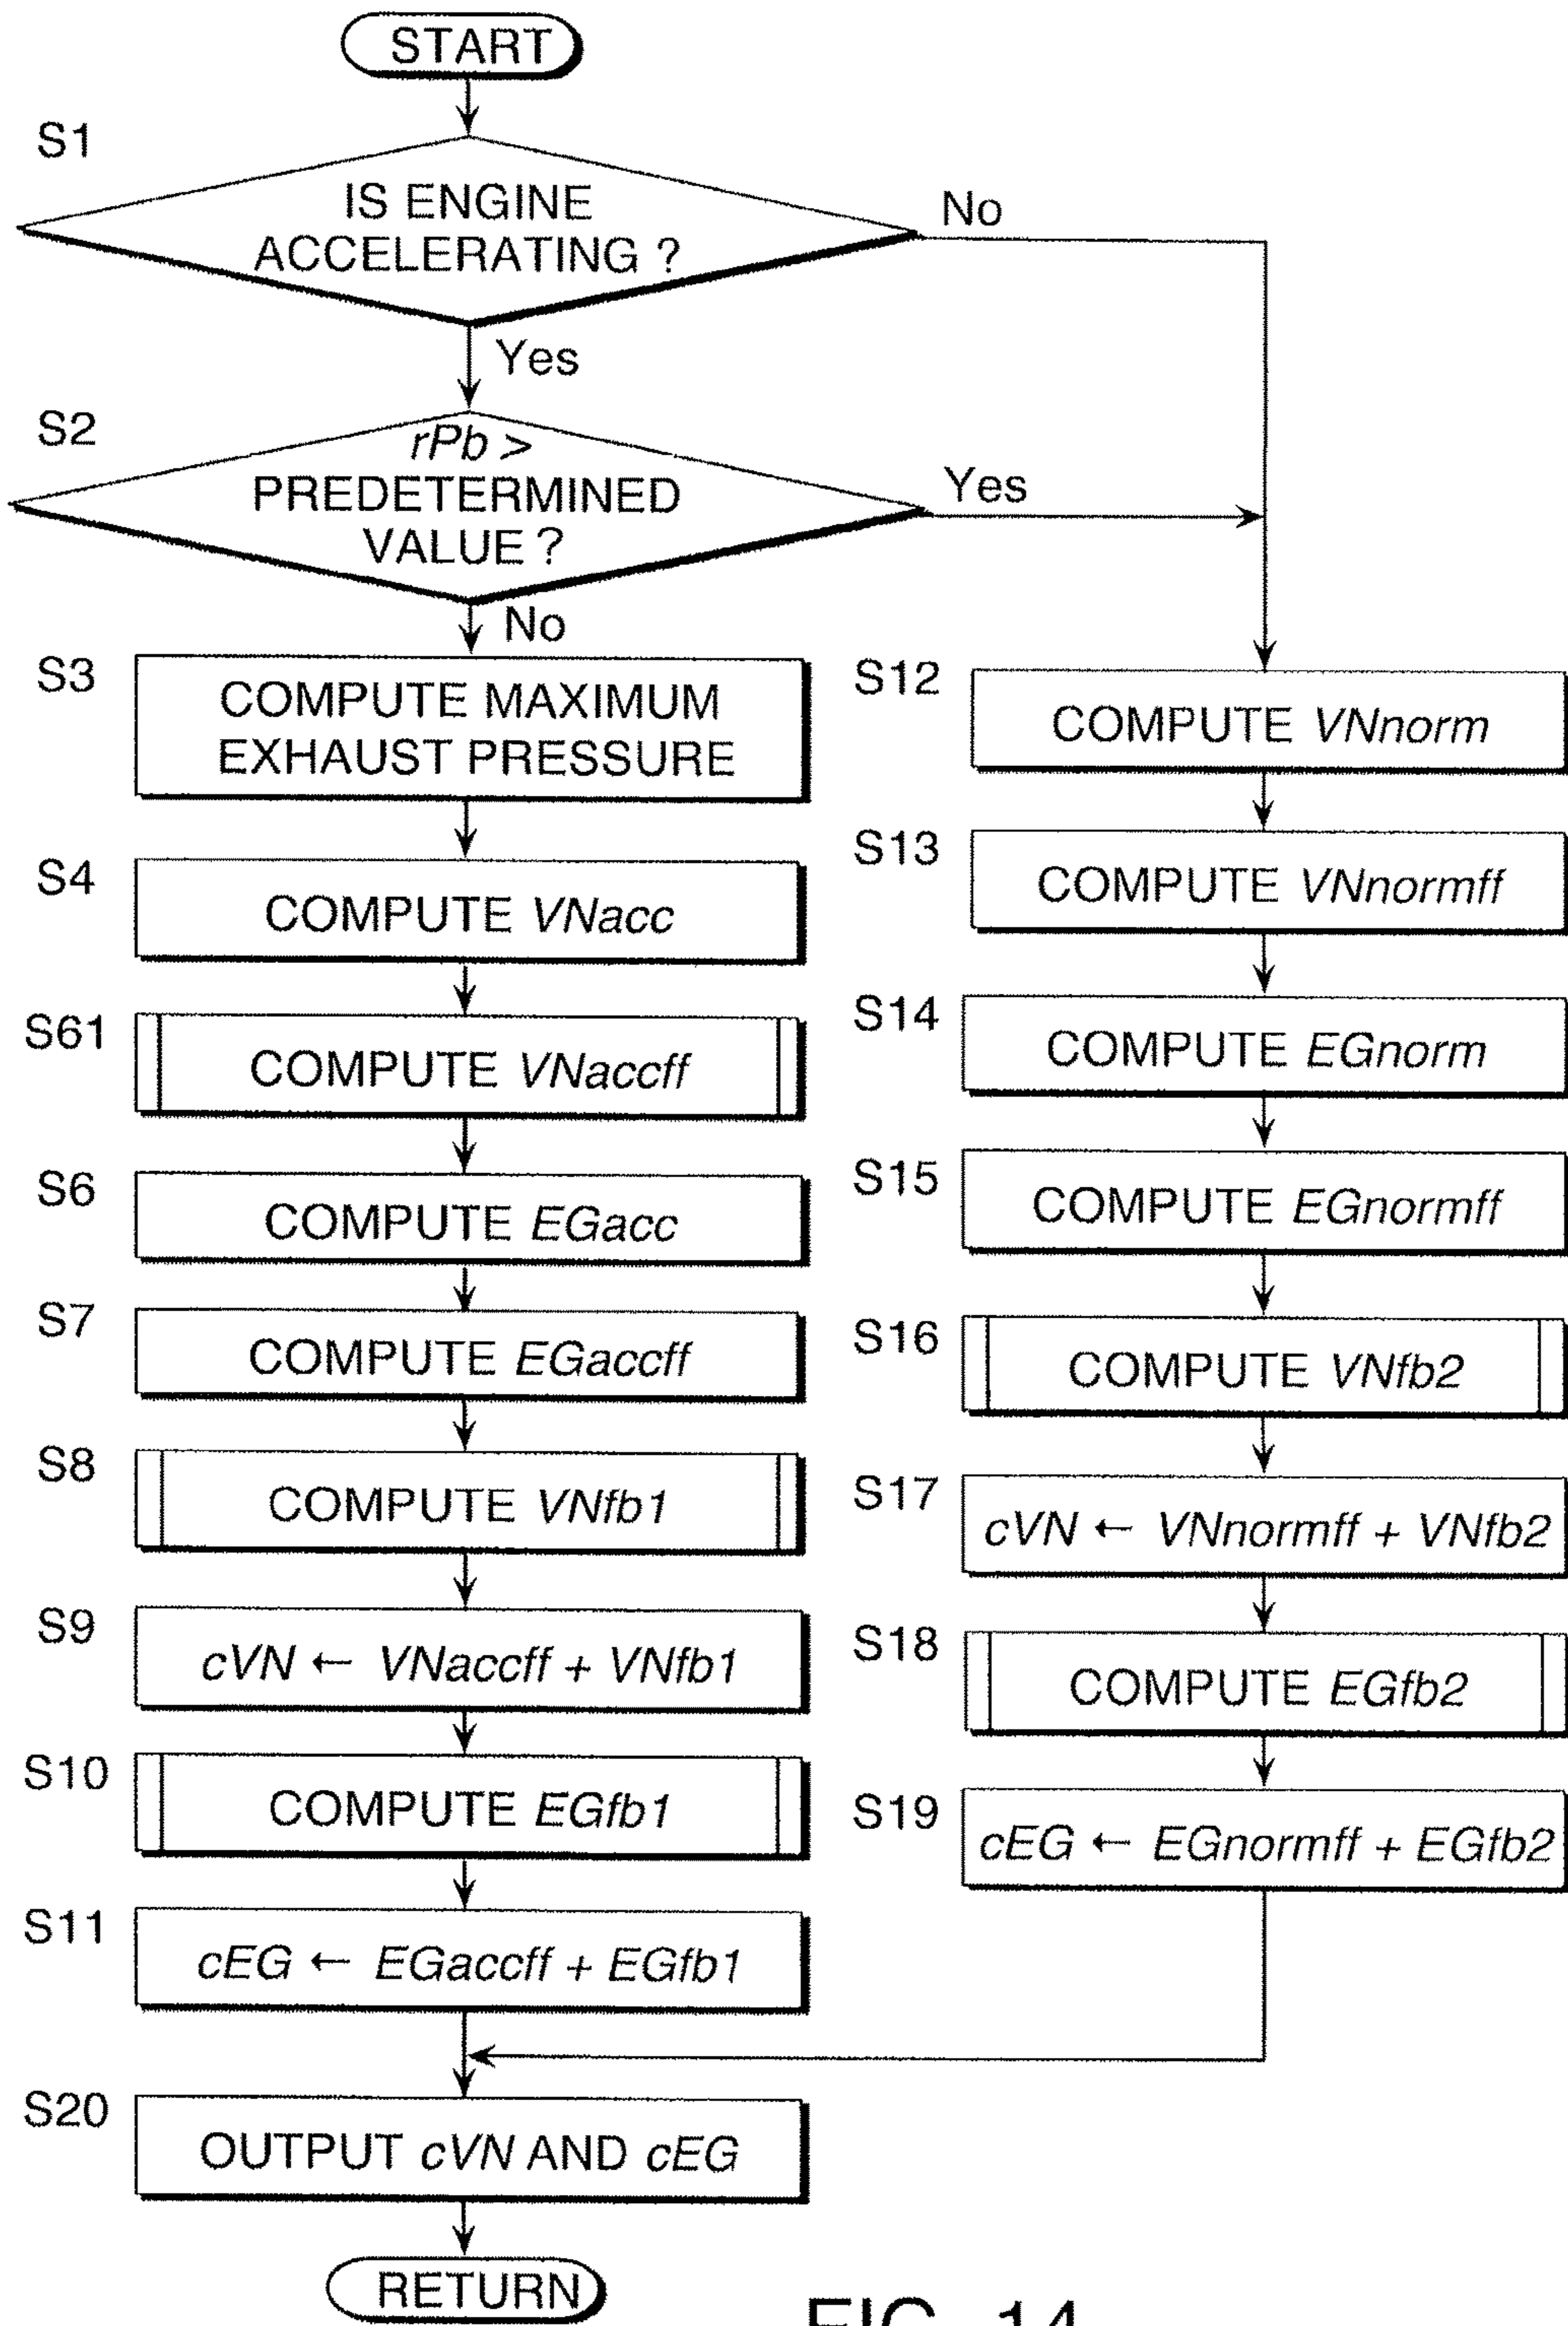 START
S1
IS ENGINE
ACCELERATING ?
No
Yes
S2
rPb >
PREDETERMINED
VALUE ?
Yes
No
S3
COMPUTE MAXIMUM
EXHAUST PRESSURE
S4
COMPUTE VNacc
S61
COMPUTE VNaccff
S6
COMPUTE EGacc
S7
COMPUTE EGaccff
S8
COMPUTE VNfb1
S9
cVN ← VNaccff + VNfb1
S10
COMPUTE EGfb1
S11
cEG ← EGaccff + EGfb1
S12
COMPUTE VNnorm
S13
COMPUTE VNnormff
S14
COMPUTE EGnorm
S15
COMPUTE EGnormff
S16
COMPUTE VNfb2
S17
cVN ← VNnormff + VNfb2
S18
COMPUTE EGfb2
S19
cEG ← EGnormff + EGfb2
S20
OUTPUT cVN AND cEG
RETURN
FIG. 14